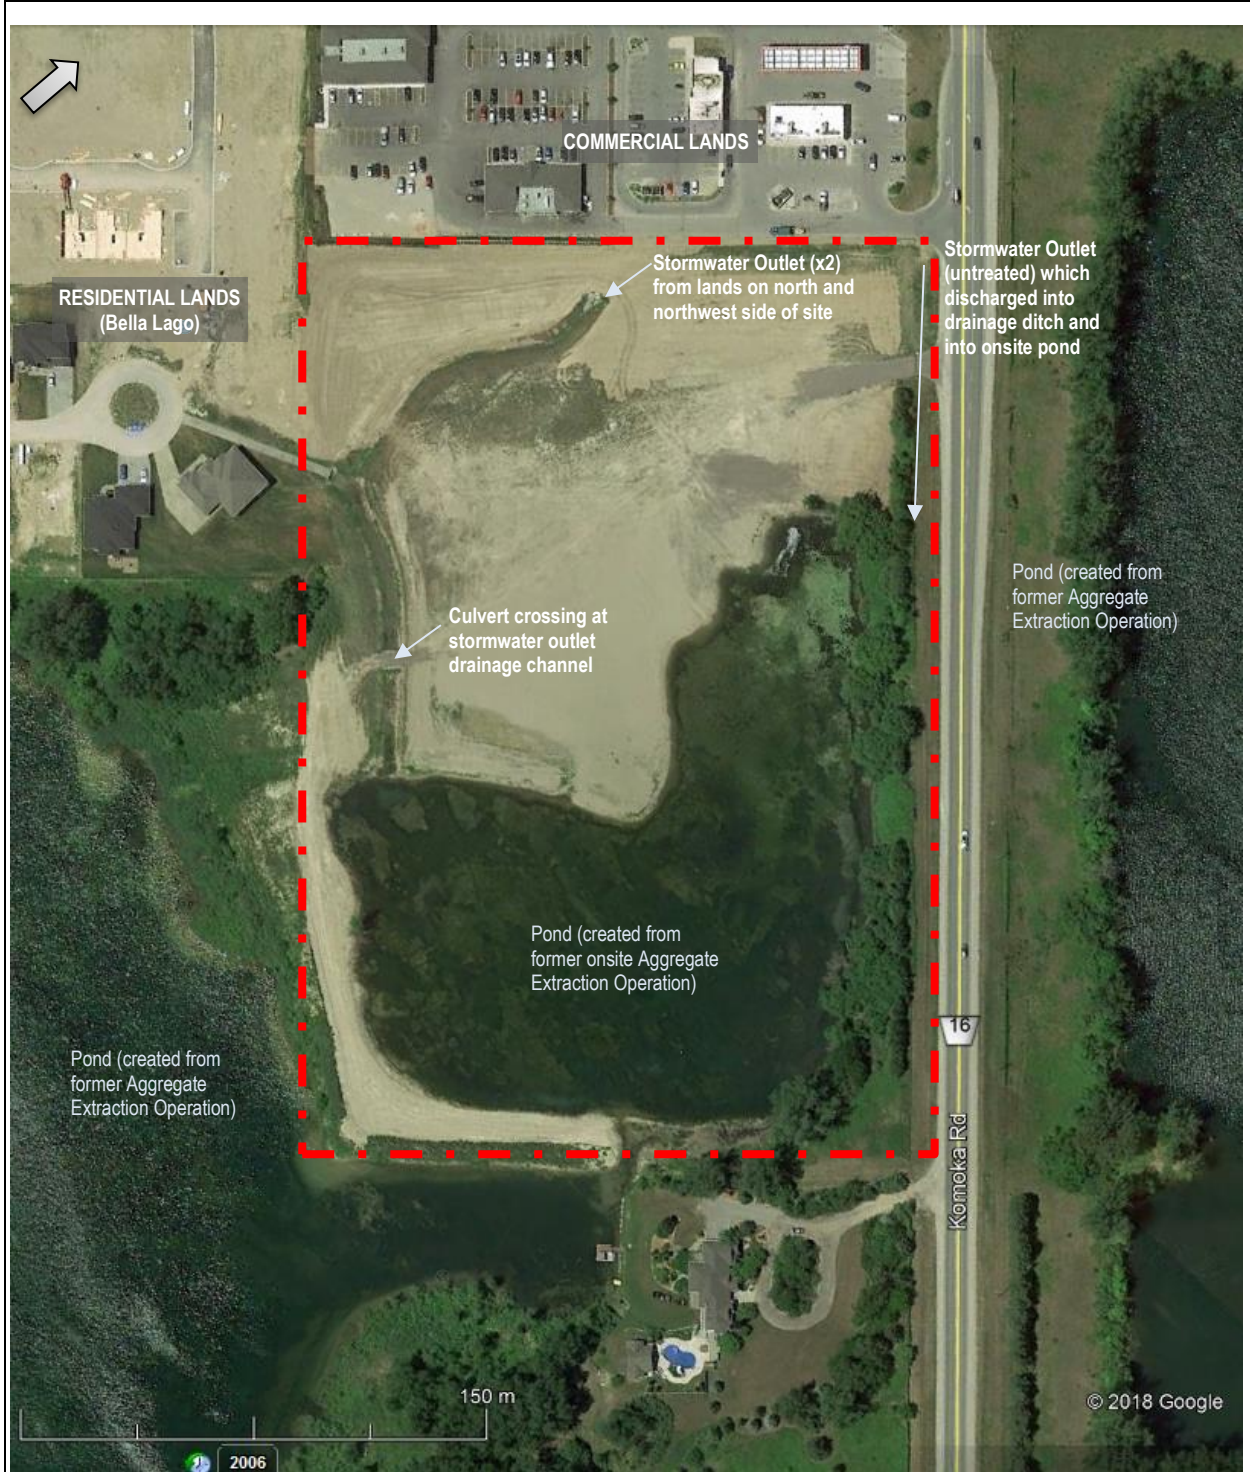 COMMERCIAL LANDS
Stormwater Outlet (x2)
from lands on north and
northwest side of site
Stormwater Outlet
(untreated) which
discharged into
drainage ditch and
into onsite pond
RESIDENTIAL LANDS
(Bella Lago)
Pond (created from
former Aggregate
Extraction Operation)
Culvert crossing at
stormwater outlet
drainage channel
Pond (created from
former onsite Aggregate
Extraction Operation)
16
Pond (created from
former Aggregate
Extraction Operation)
Komoka Rd
150 m
© 2018 Google
2006